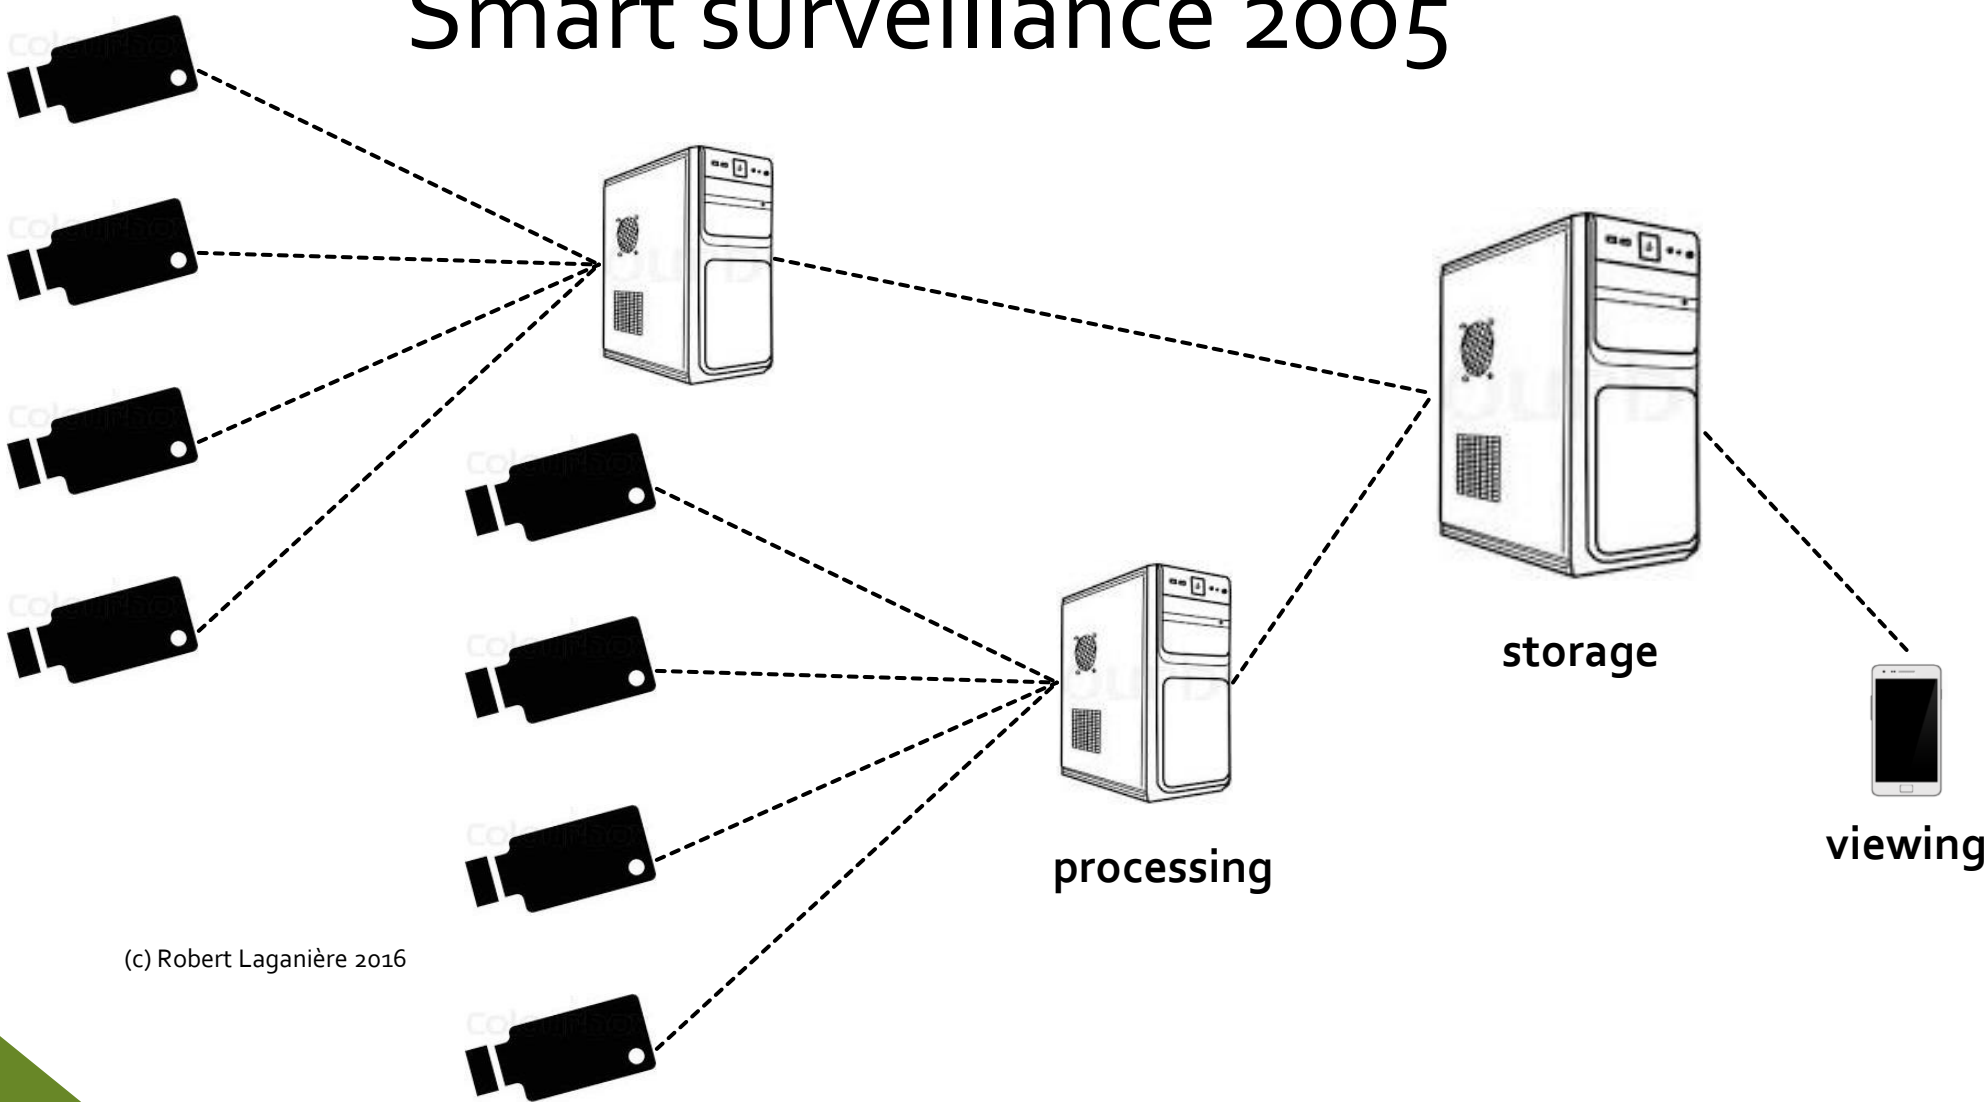 Smart surveillance 2005
storage
viewing
processing
(c) Robert Laganière 2016